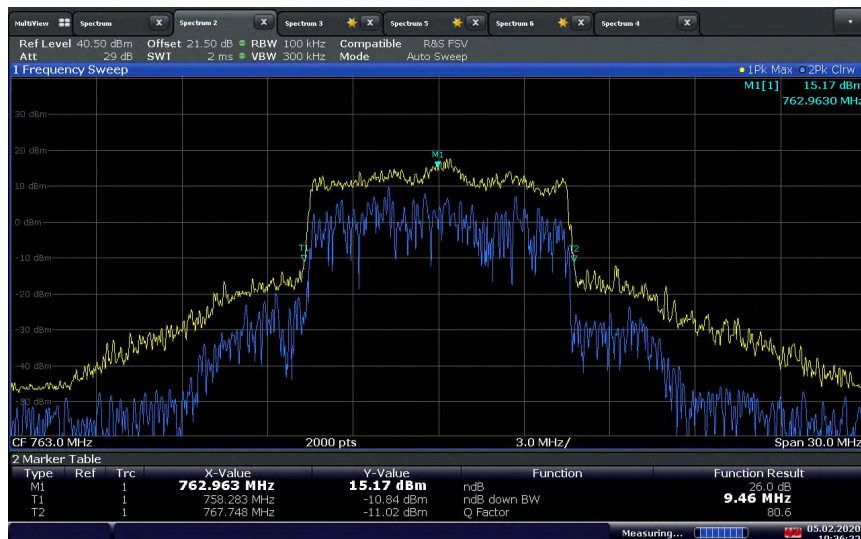 MultiView Spectrum X Spectrum 2 X Spectrum 3 X Spectrum 5 X Spectrum 6 X Spectrum 4 X
Ref Level 40.50 dBm Offset 21.50 dB RBW 100 kHz Compatible R&S FSV
Att 29 dB SWT 2 ms VBW 300 kHz Mode Auto Sweep
1 Frequency Sweep 1Pk Max 2Pk Clrw
M1[1] 15.17 dBm
762.9630 MHz
30 dBm
20 dBm
M1
10 dBm
0 dBm
T1 T2
-10 dBm
-20 dBm
-30 dBm
-40 dBm
-50 dBm
CF 763.0 MHz 2000 pts 3.0 MHz/ Span 30.0 MHz
2 Marker Table
Type Ref Trc X-Value Y-Value Function Function Result
M1 1 762.963 MHz 15.17 dBm ndB 26.0 dB
T1 1 758.283 MHz -10.84 dBm ndB down BW 9.46 MHz
T2 1 767.748 MHz -11.02 dBm Q Factor 80.6
Measuring... 05.02.2020